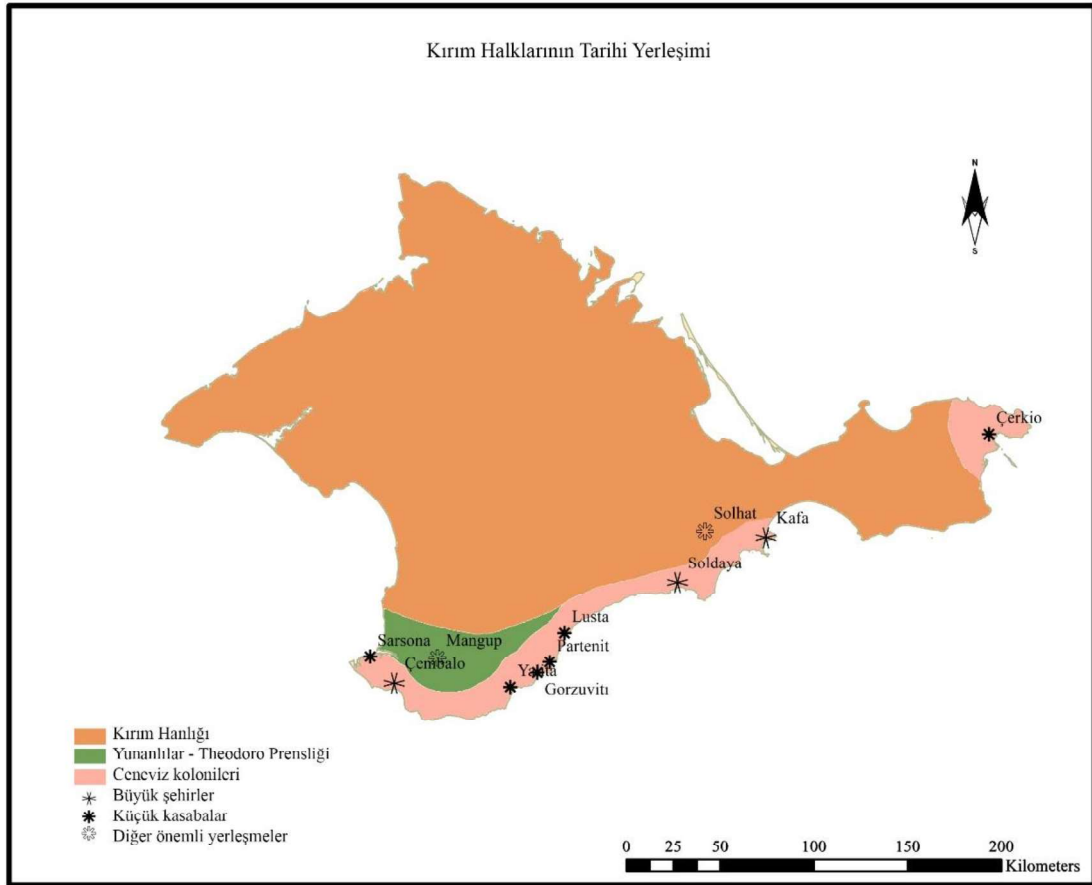 Kırım Halklarının Tarihi Yerleşimi
N
S
Çerkio
Solhat
Kafa
Soldaya
Lusta
Sarsona
Mangup
Partenit
Çembalo
Yalta
Gorzuvitı
Kırım Hanlığı
Yunanlılar - Theodoro Prensliği
Ceneviz kolonileri
Büyük şehirler
Küçük kasabalar
Diğer önemli yerleşmeler
0 25 50 100 150 200
Kilometers